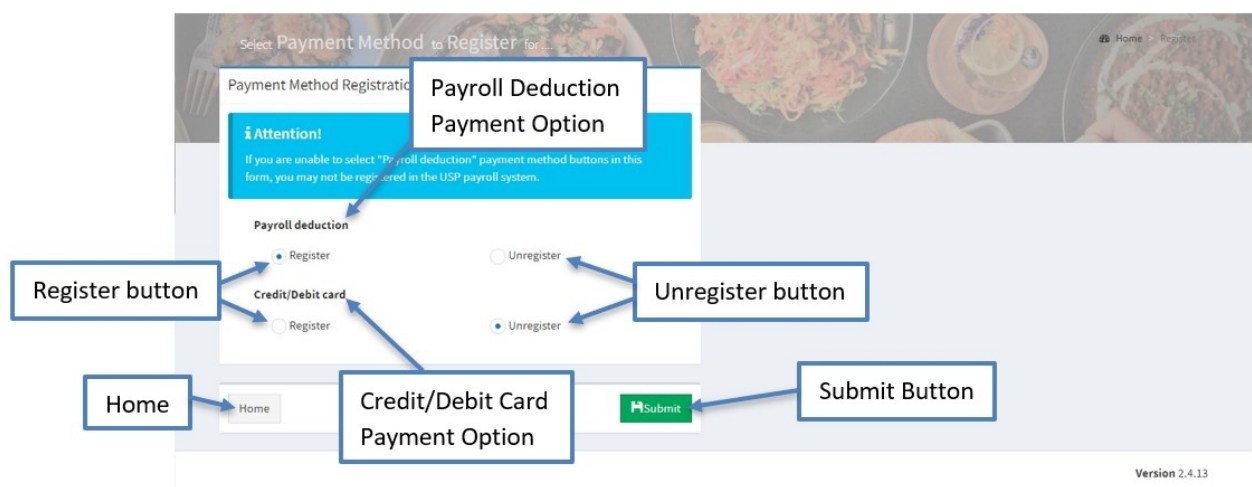 Select Payment Method to Register for ...
Home > Register
Payment Method Registratio
Payroll Deduction
Payment Option
Attention!
If you are unable to select "Payroll deduction" payment method buttons in this
form, you may not be registered in the USP payroll system.
Payroll deduction
Register
Unregister
Register button
Unregister button
Credit/Debit card
Register
Unregister
Home
Home
Credit/Debit Card
Payment Option
Submit
Submit Button
Version 2.4.13